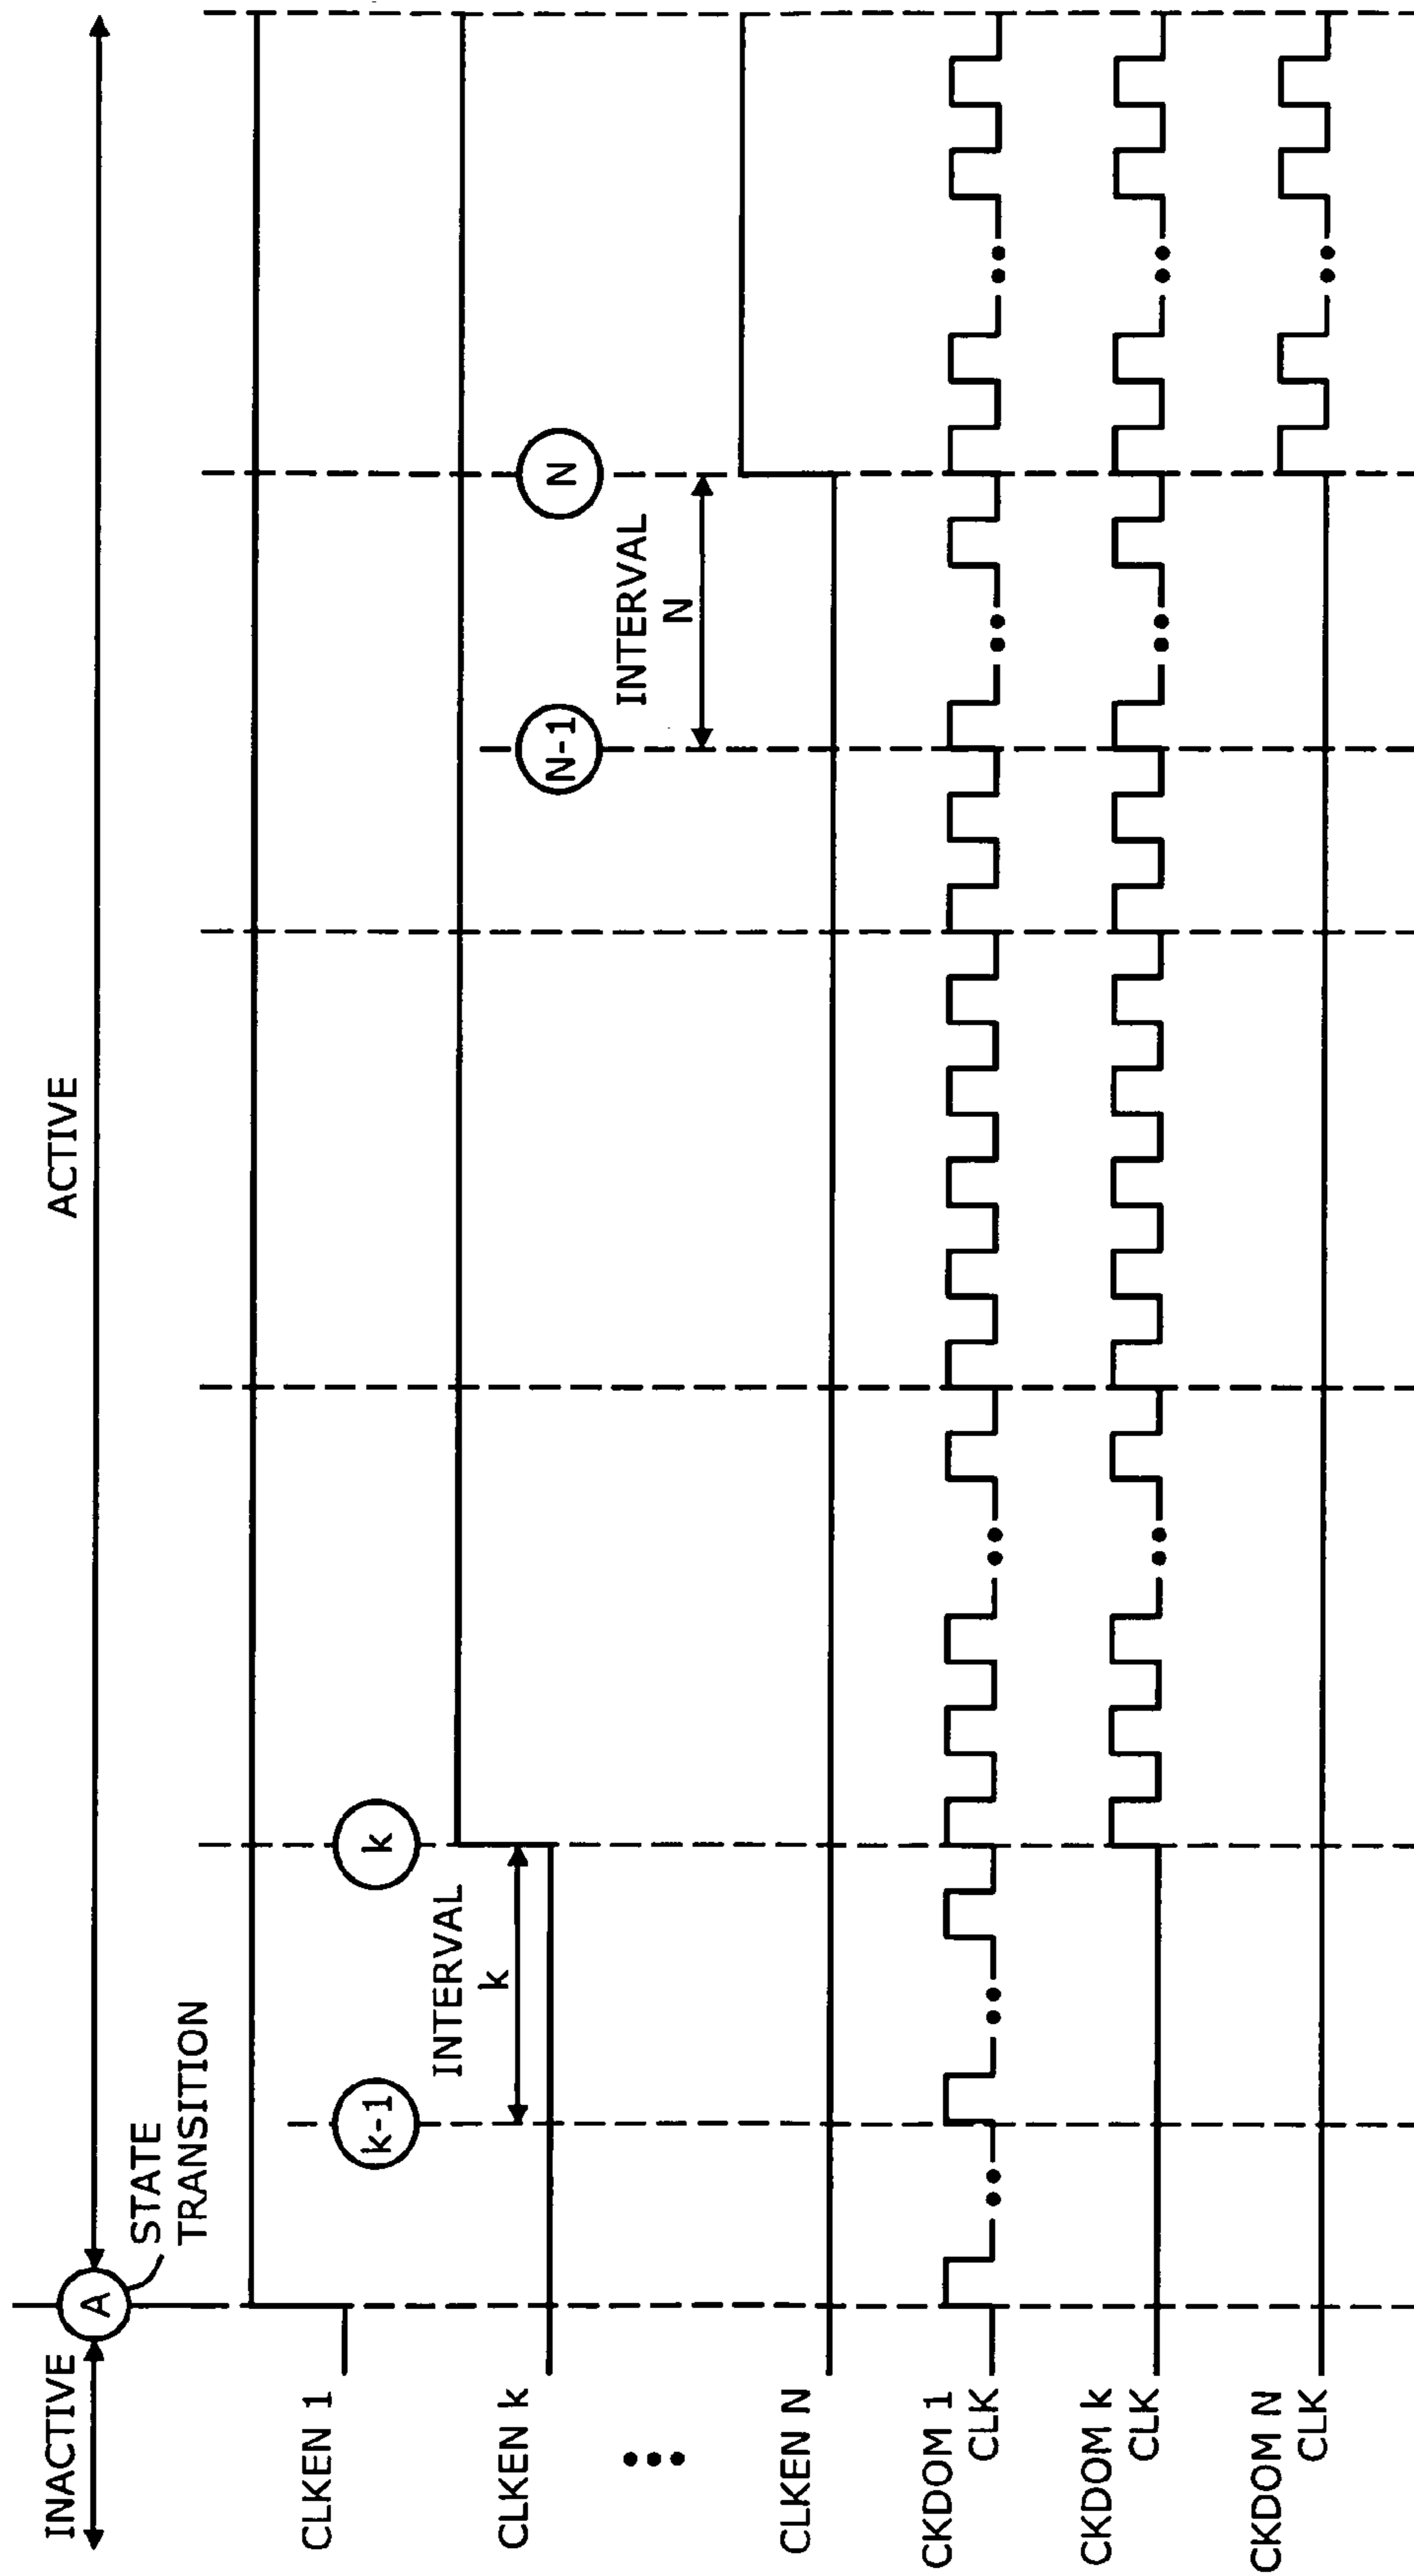 INACTIVE
A
ACTIVE
STATE
TRANSITION
CLKEN 1
k-1
k
CLKEN k
INTERVAL
k
N-1
N
INTERVAL
N
CLKEN N
CKDOM 1
CLK
CKDOM k
CLK
CKDOM N
CLK